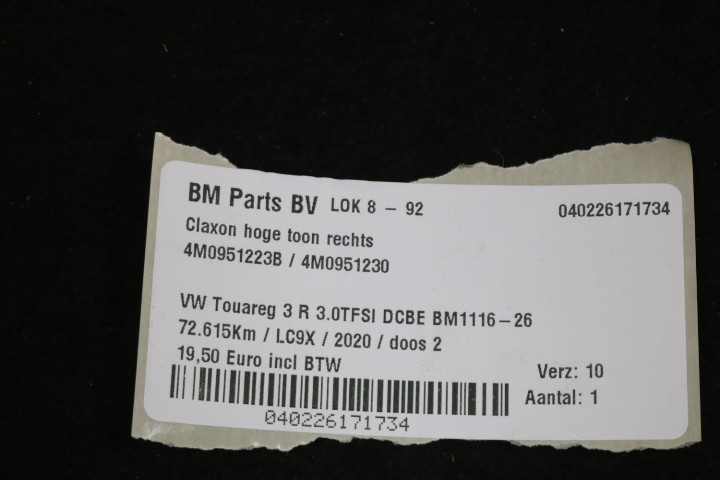 BM Parts BV LOK 8 - 92 040226171734
Claxon hoge toon rechts
4M0951223B / 4M0951230
VW Touareg 3 R 3.0TFSI DCBE BM1116-26
72.615Km / LC9X / 2020 / doos 2
19,50 Euro incl BTW Verz: 10
Aantal: 1
040226171734